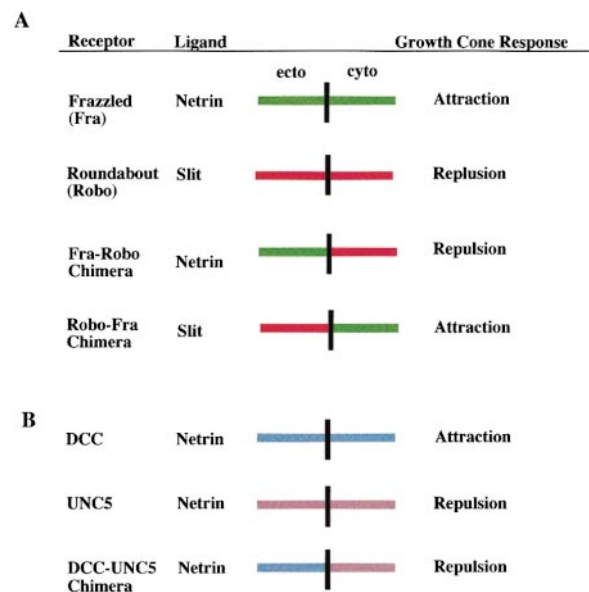 A
Receptor Ligand Growth Cone Response
ecto cyto
Frazzled Netrin Attraction
(Fra)
Roundabout Slit Replusion
(Robo)
Fra-Robo Repulsion
Chimera Netrin
Robo-Fra Slit Attraction
Chimera
B
DCC Netrin Attraction
UNC5 Netrin Repulsion
DCC-UNC5 Netrin Repulsion
Chimera